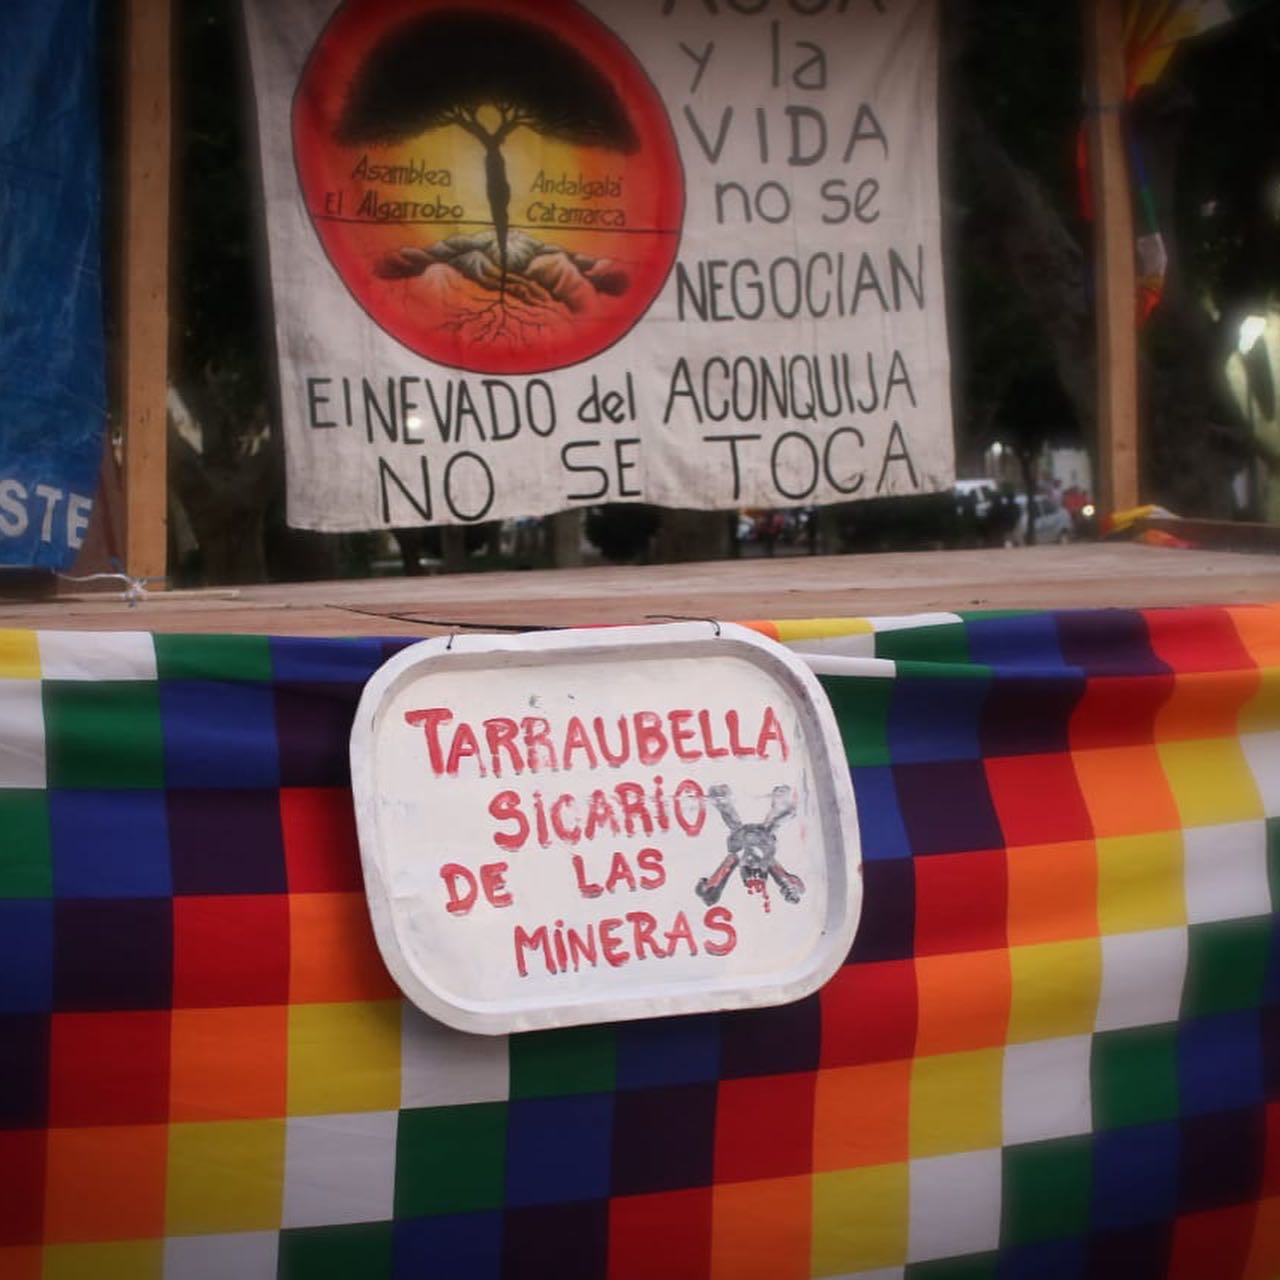 AGUA
y la
VIDA
no se
NEGOCIAN
Asamblea
El Algarrobo
Andalgalá
Catamarca
El NEVADO del ACONQUIJA
NO SE TOCA
STE
TARRAUBELLA
SICARIO
DE LAS
MINERAS